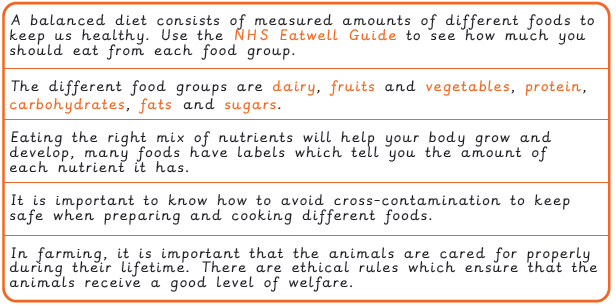 A balanced diet consists of measured amounts of different foods to
keep us healthy. Use the NHS Eatwell Guide to see how much you
should eat from each food group.
The different food groups are dairy, fruits and vegetables, protein,
carbohydrates, fats and sugars.
Eating the right mix of nutrients will help your body grow and
develop, many foods have labels which tell you the amount of
each nutrient it has.
It is important to know how to avoid cross-contamination to keep
safe when preparing and cooking different foods.
In farming, it is important that the animals are cared for properly
during their lifetime. There are ethical rules which ensure that the
animals receive a good level of welfare.